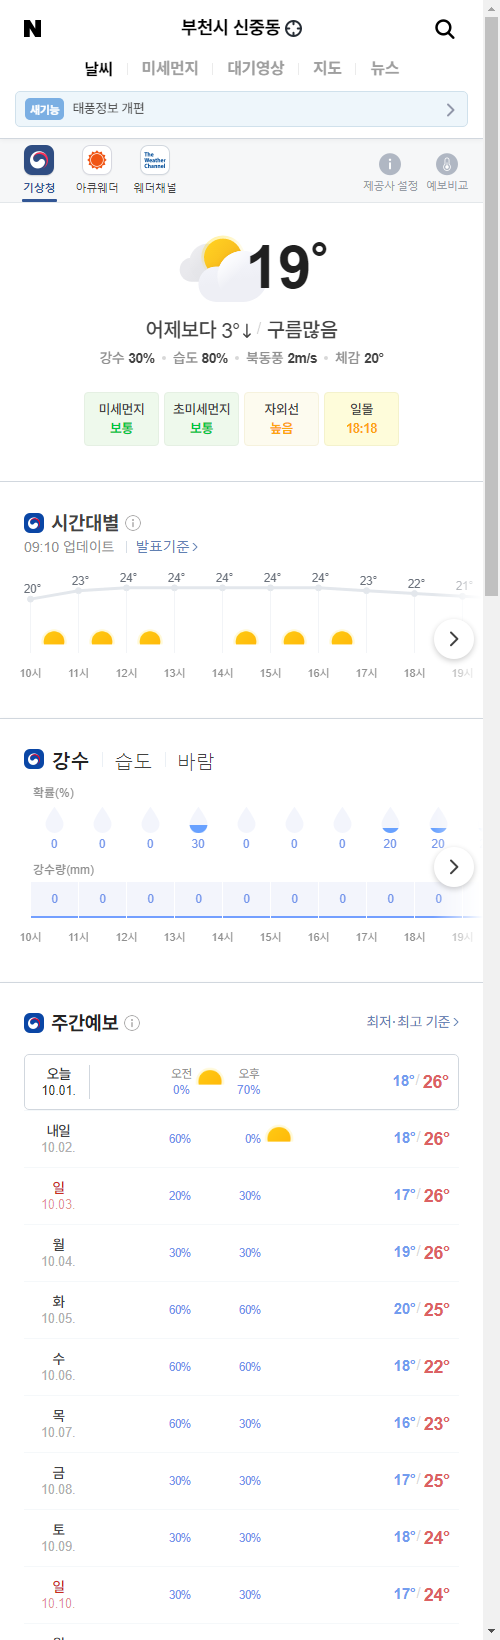 N
부천시 신중동
날씨 미세먼지 대기영상 지도 뉴스
새기능 태풍정보 개편
The Weather Channel
기상청 아큐웨더 웨더채널 제공사 설정 예보비교
19°
어제보다 3°↓ / 구름많음
강수 30% 습도 80% 북동풍 2m/s 체감 20°
미세먼지 초미세먼지 자외선 일몰
보통 보통 높음 18:18
시간대별
09:10 업데이트 발표기준
20° 23° 24° 24° 24° 24° 24° 23° 22° 21°
10시 11시 12시 13시 14시 15시 16시 17시 18시 19시
강수 습도 바람
확률(%)
0 0 0 30 0 0 0 20 20
강수량(mm)
0 0 0 0 0 0 0 0 0
10시 11시 12시 13시 14시 15시 16시 17시 18시 19시
주간예보 최저·최고 기준
오늘 오전 오후
10.01. 0% 70% 18°/ 26°
내일
10.02. 60% 0% 18°/ 26°
일
10.03. 20% 30% 17°/ 26°
월
10.04. 30% 30% 19°/ 26°
화
10.05. 60% 60% 20°/ 25°
수
10.06. 60% 60% 18°/ 22°
목
10.07. 60% 30% 16°/ 23°
금
10.08. 30% 30% 17°/ 25°
토
10.09. 30% 30% 18°/ 24°
일
10.10. 30% 30% 17°/ 24°